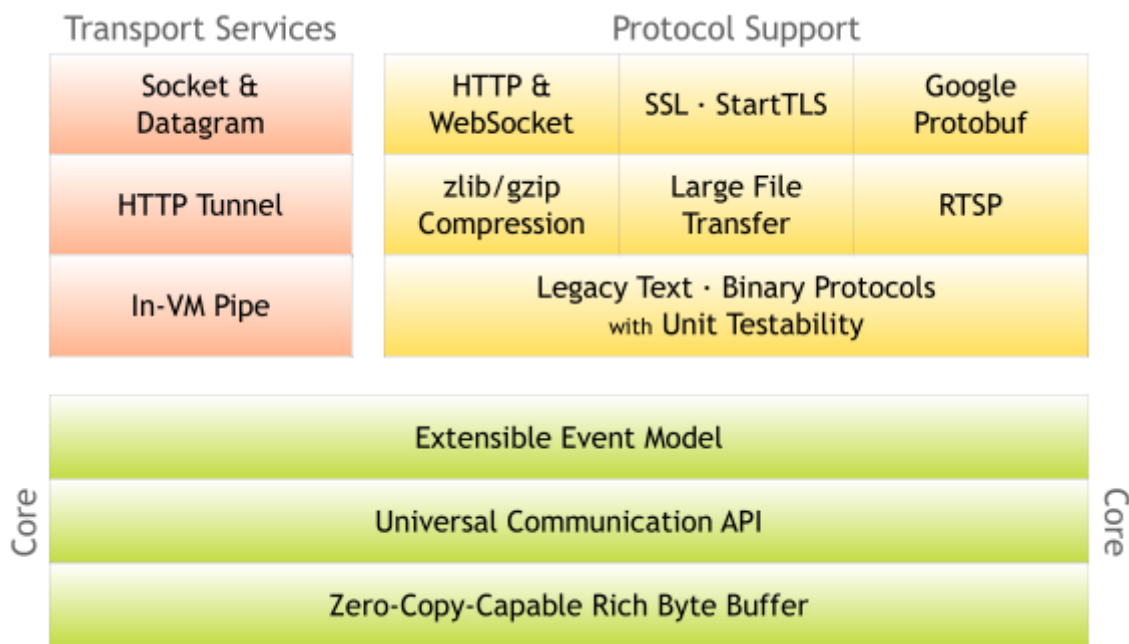 Transport Services
Socket &
Datagram
HTTP Tunnel
In-VM Pipe
Protocol Support
HTTP &
WebSocket
SSL · StartTLS
Google
Protobuf
zlib/gzip
Compression
Large File
Transfer
RTSP
Legacy Text · Binary Protocols
with Unit Testability
Core
Extensible Event Model
Universal Communication API
Zero-Copy-Capable Rich Byte Buffer
Core